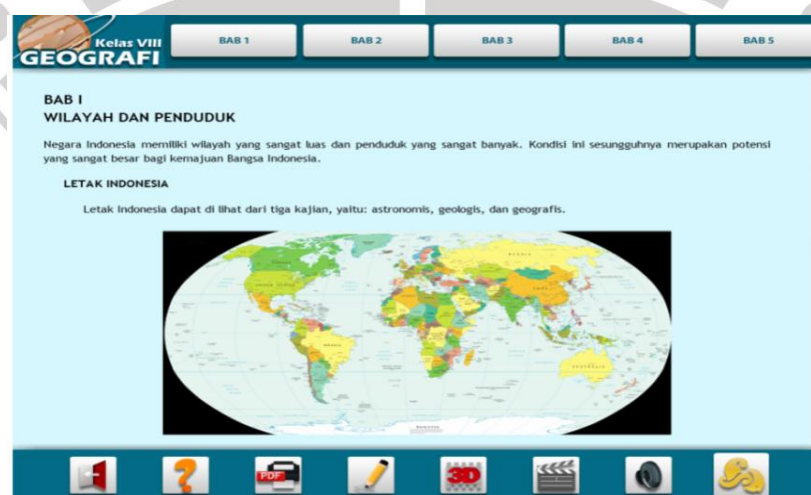 Kelas VIII
GEOGRAFI
BAB 1
BAB 2
BAB 3
BAB 4
BAB 5
BAB I
WILAYAH DAN PENDUDUK
Negara Indonesia memiliki wilayah yang sangat luas dan penduduk yang sangat banyak. Kondisi ini sesungguhnya merupakan potensi
yang sangat besar bagi kemajuan Bangsa Indonesia.
LETAK INDONESIA
Letak Indonesia dapat di lihat dari tiga kajian, yaitu: astronomis, geologis, dan geografis.
PDF
3D